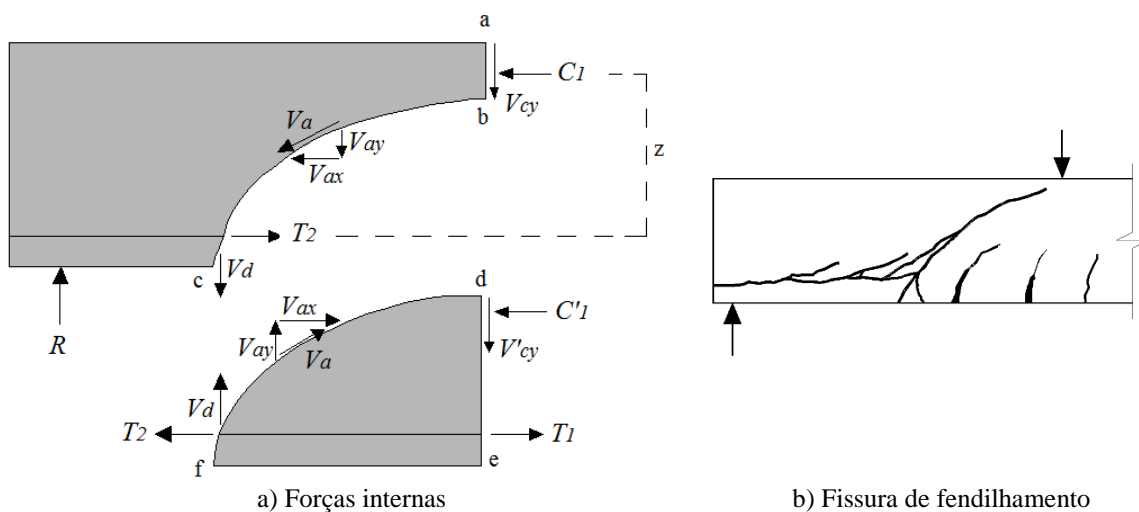 a
C1
Vcy
b
Va
Vay
Vax
z
T2
c
Vd
R
d
Vax
C'1
Vay
Va
V'cy
Vd
T2
T1
f
e
a) Forças internas
b) Fissura de fendilhamento